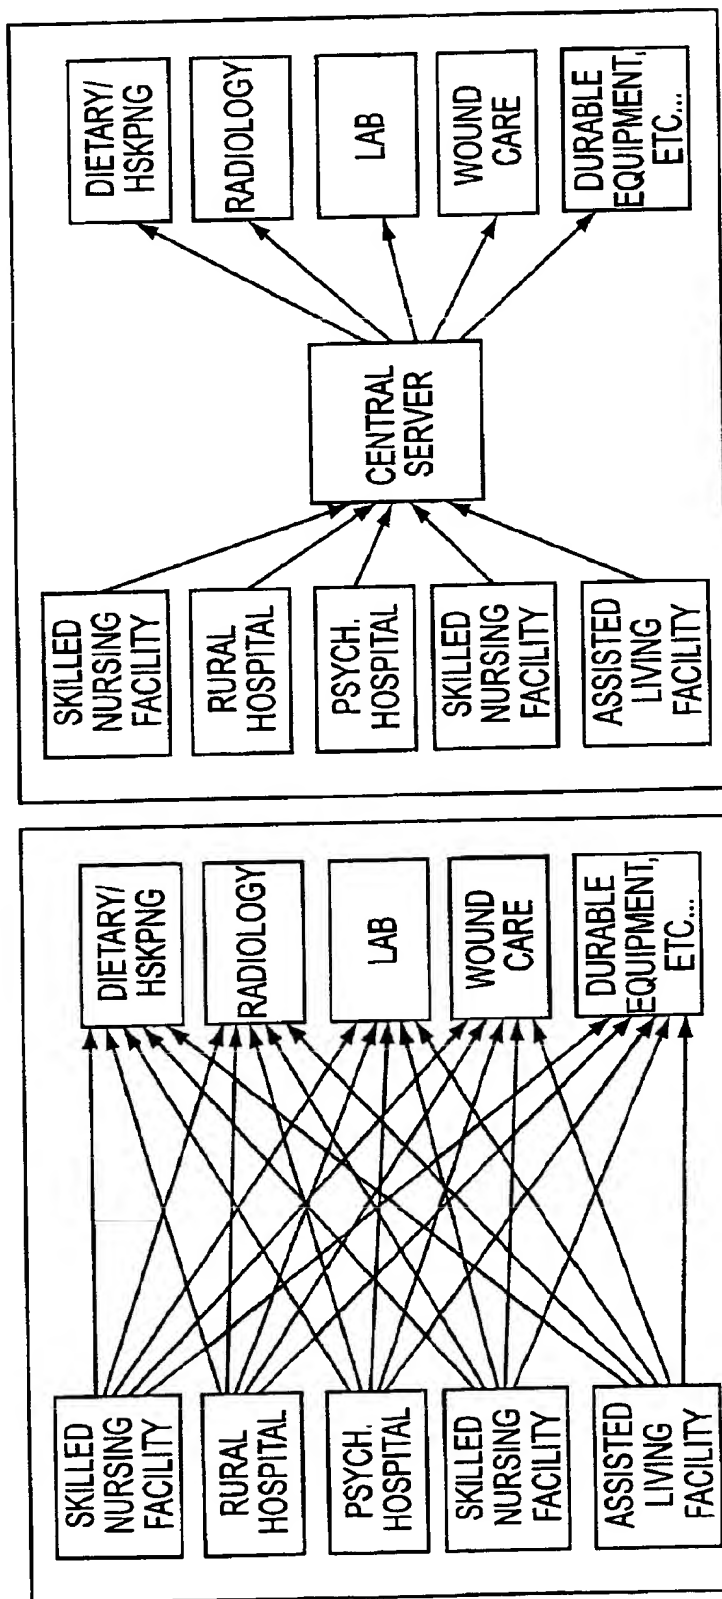 SKILLED
NURSING
FACILITY
RURAL
HOSPITAL
PSYCH.
HOSPITAL
SKILLED
NURSING
FACILITY
ASSISTED
LIVING
FACILITY
DIETARY/
HSKPNG
RADIOLOGY
LAB
WOUND
CARE
DURABLE
EQUIPMENT,
ETC...
SKILLED
NURSING
FACILITY
RURAL
HOSPITAL
PSYCH.
HOSPITAL
SKILLED
NURSING
FACILITY
ASSISTED
LIVING
FACILITY
CENTRAL
SERVER
DIETARY/
HSKPNG
RADIOLOGY
LAB
WOUND
CARE
DURABLE
EQUIPMENT,
ETC...